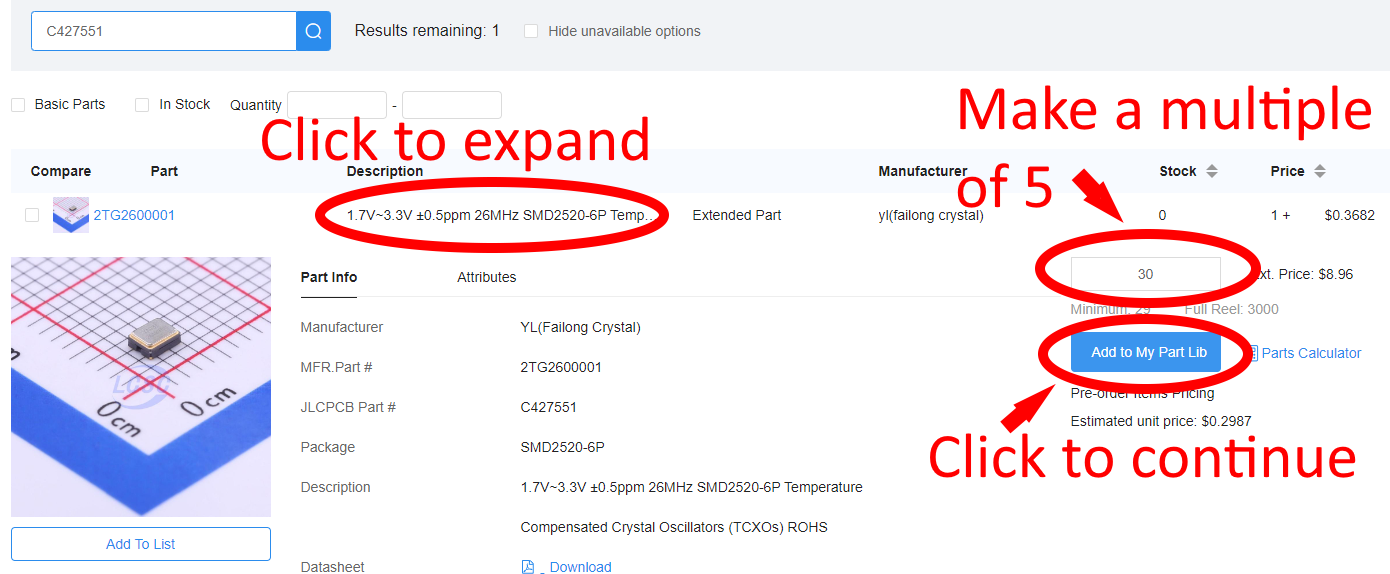 C427551
Results remaining: 1
Hide unavailable options
Basic Parts In Stock Quantity -
Click to expand
Make a multiple
of 5
Compare Part Description Manufacturer Stock Price
2TG2600001 1.7V~3.3V ±0.5ppm 26MHz SMD2520-6P Temp... Extended Part yl(failong crystal) 0 1 + $0.3682
Part Info Attributes
30 Ext. Price: $8.96
Minimum: 29 Full Reel: 3000
Manufacturer YL(Failong Crystal)
Add to My Part Lib Parts Calculator
MFR.Part # 2TG2600001
Pre-order Items Pricing
JLCPCB Part # C427551
Estimated unit price: $0.2987
Click to continue
Package SMD2520-6P
Description 1.7V~3.3V ±0.5ppm 26MHz SMD2520-6P Temperature
Compensated Crystal Oscillators (TCXOs) ROHS
LCSC
0cm 0cm
Add To List
Datasheet Download